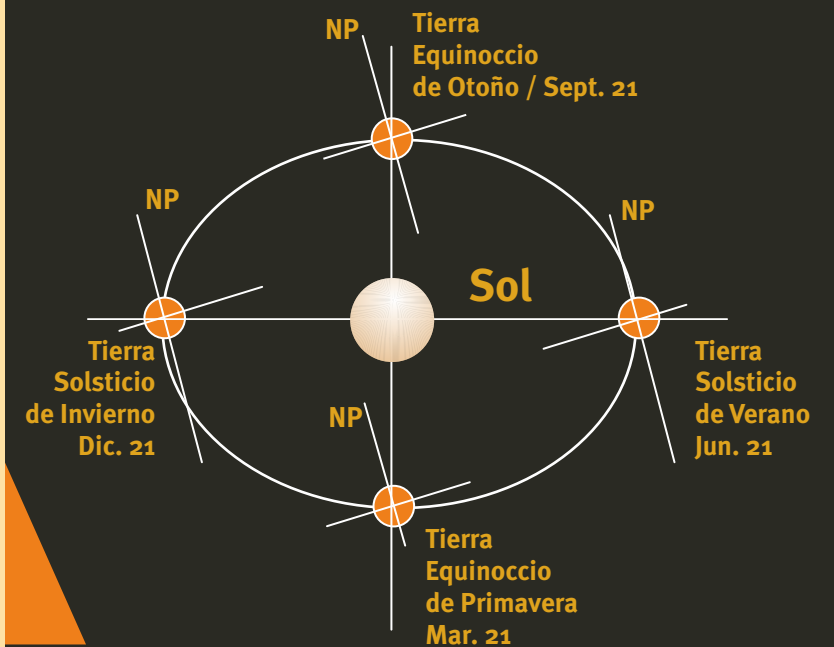 NP
Tierra
Equinoccio
de Otoño / Sept. 21
NP
NP
Sol
Tierra
Solsticio
de Invierno
Dic. 21
Tierra
Solsticio
de Verano
Jun. 21
NP
Tierra
Equinoccio
de Primavera
Mar. 21